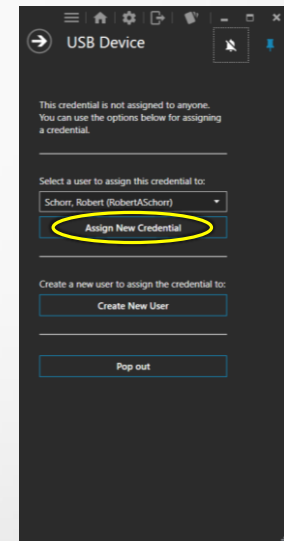 USB Device
This credential is not assigned to anyone.
You can use the options below for assigning
a credential.
Select a user to assign this credential to:
Schorr, Robert (RobertASchorr)
Assign New Credential
Create a new user to assign the credential to:
Create New User
Pop out